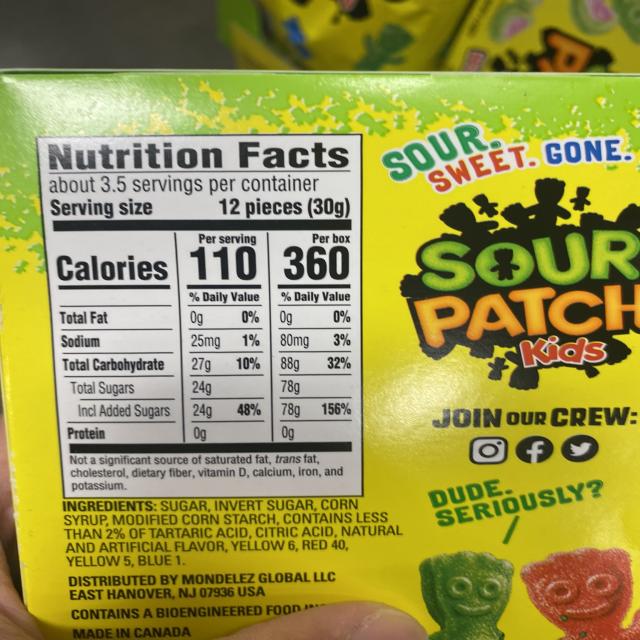 Nutrition Facts
about 3.5 servings per container
Serving size 12 pieces (30g)
Per serving Per box
Calories 110 360
% Daily Value % Daily Value
Total Fat 0g 0% 0g 0%
Sodium 25mg 1% 80mg 3%
Total Carbohydrate 27g 10% 88g 32%
Total Sugars 24g 78g
Incl Added Sugars 24g 48% 78g 156%
Protein 0g 0g
Not a significant source of saturated fat, trans fat,
cholesterol, dietary fiber, vitamin D, calcium, iron, and
potassium.
INGREDIENTS: SUGAR, INVERT SUGAR, CORN
SYRUP, MODIFIED CORN STARCH, CONTAINS LESS
THAN 2% OF TARTARIC ACID, CITRIC ACID, NATURAL
AND ARTIFICIAL FLAVOR, YELLOW 6, RED 40,
YELLOW 5, BLUE 1.
DISTRIBUTED BY MONDELEZ GLOBAL LLC
EAST HANOVER, NJ 07936 USA
CONTAINS A BIOENGINEERED FOOD
MADE IN CANADA
SOUR.
SWEET. GONE.
SOUR
PATCH
Kids
JOIN OUR CREW:
DUDE.
SERIOUSLY?